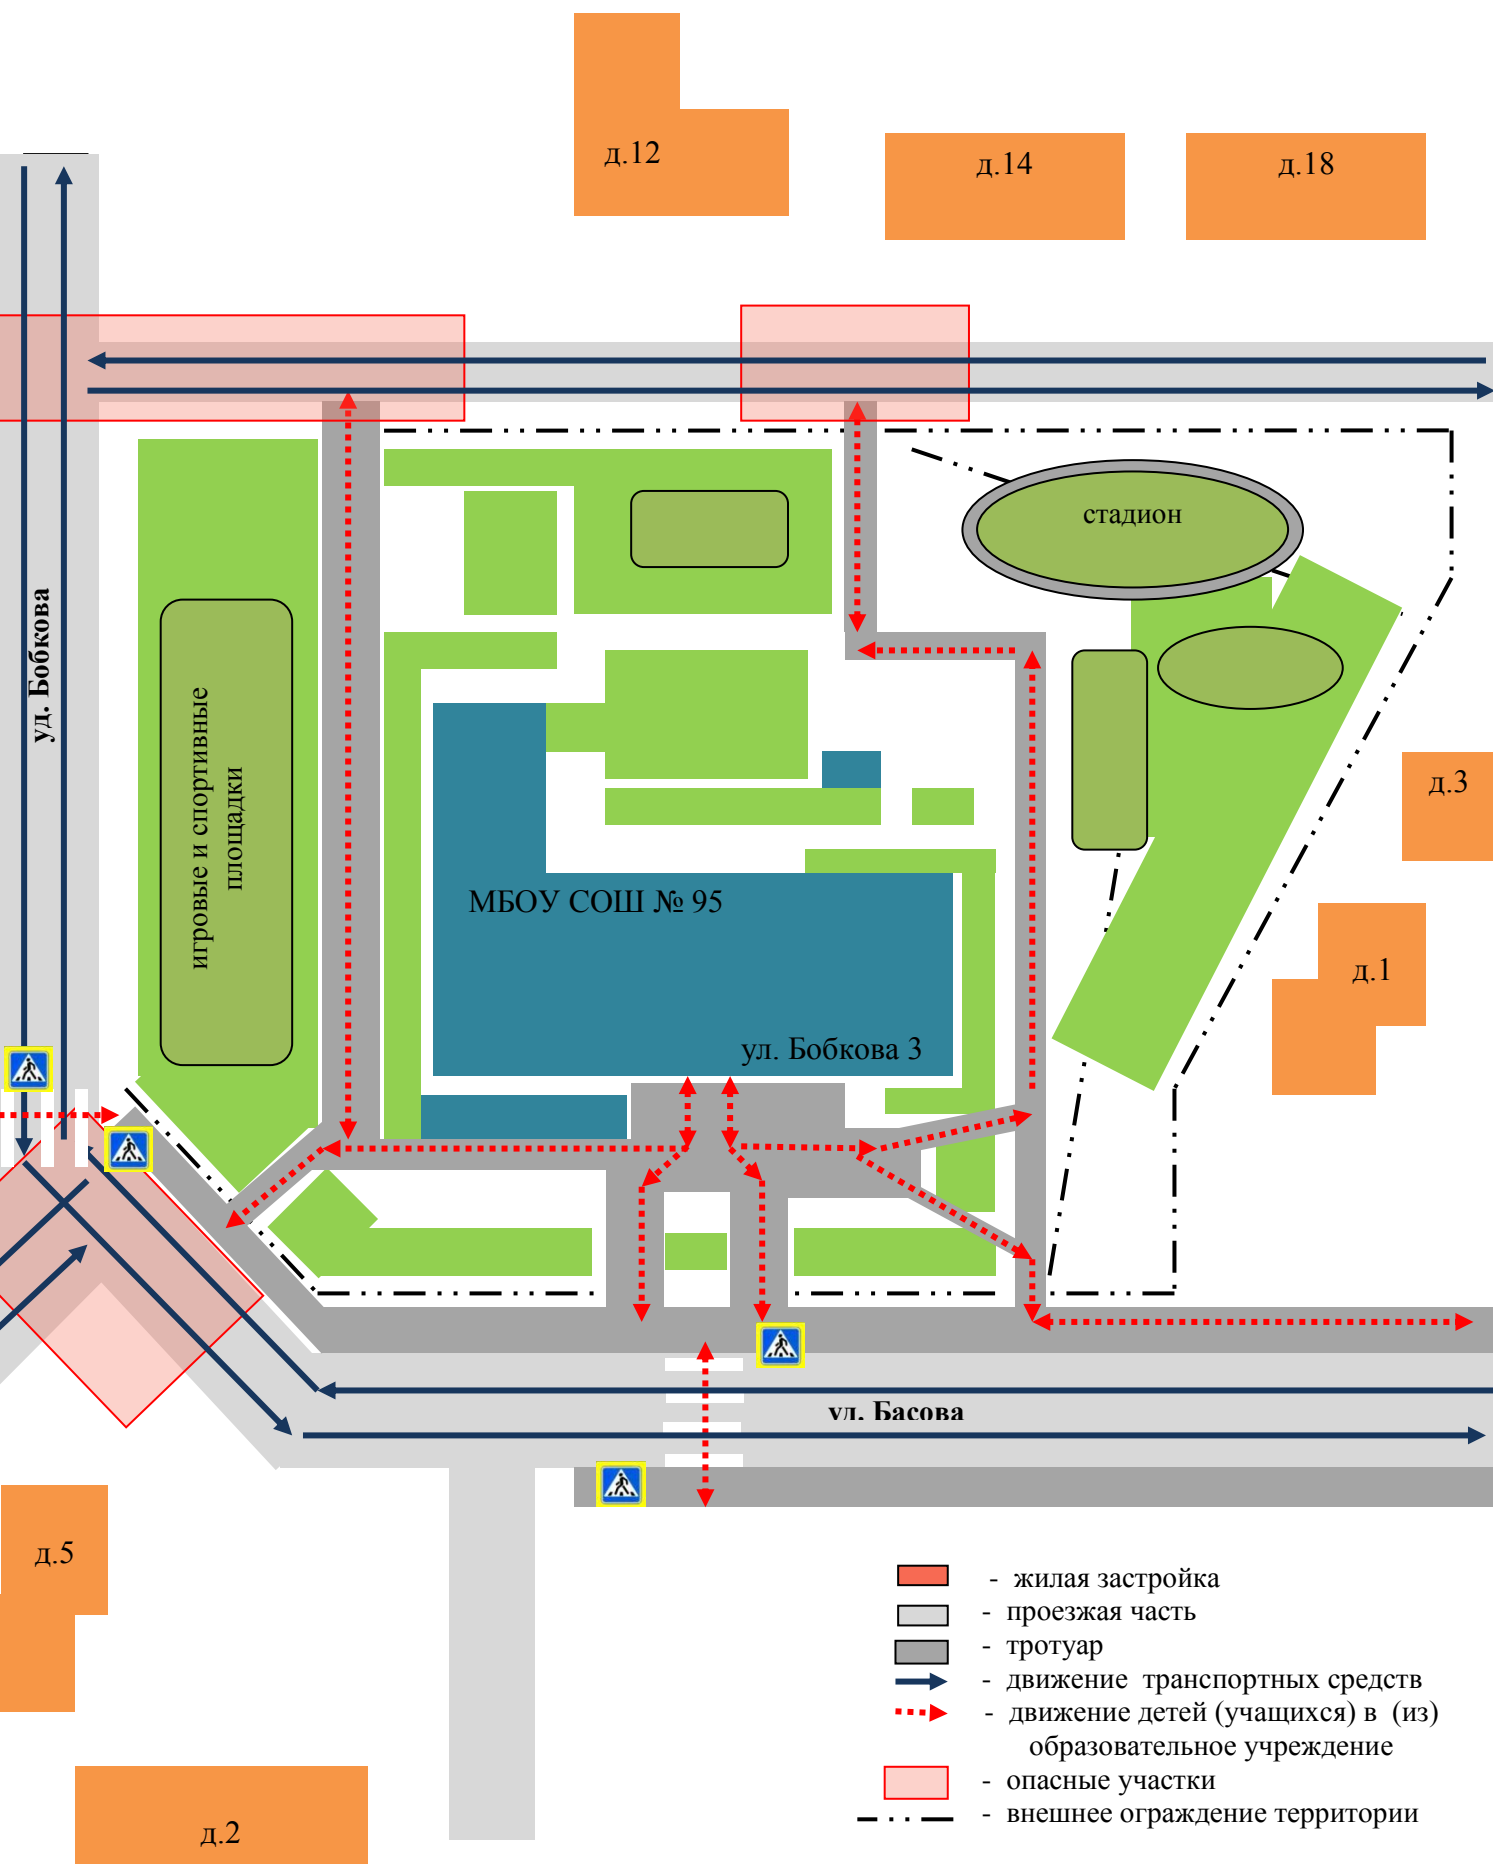 д.12
д.14
д.18
стадион
уд. Бобкова
игровые и спортивные
площадки
д.3
МБОУ СОШ № 95
д.1
ул. Бобкова 3
ул. Басова
д.5
- жилая застройка
- проезжая часть
- тротуар
- движение транспортных средств
- движение детей (учащихся) в (из)
образовательное учреждение
- опасные участки
- внешнее ограждение территории
д.2